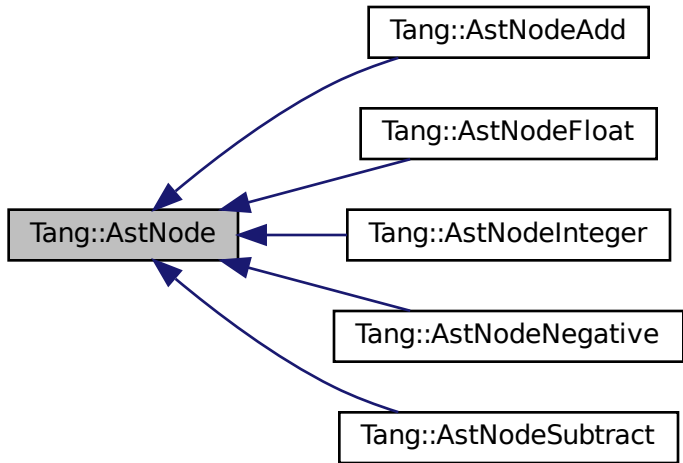 Tang::AstNodeAdd
Tang::AstNodeFloat
Tang::AstNode
Tang::AstNodeInteger
Tang::AstNodeNegative
Tang::AstNodeSubtract